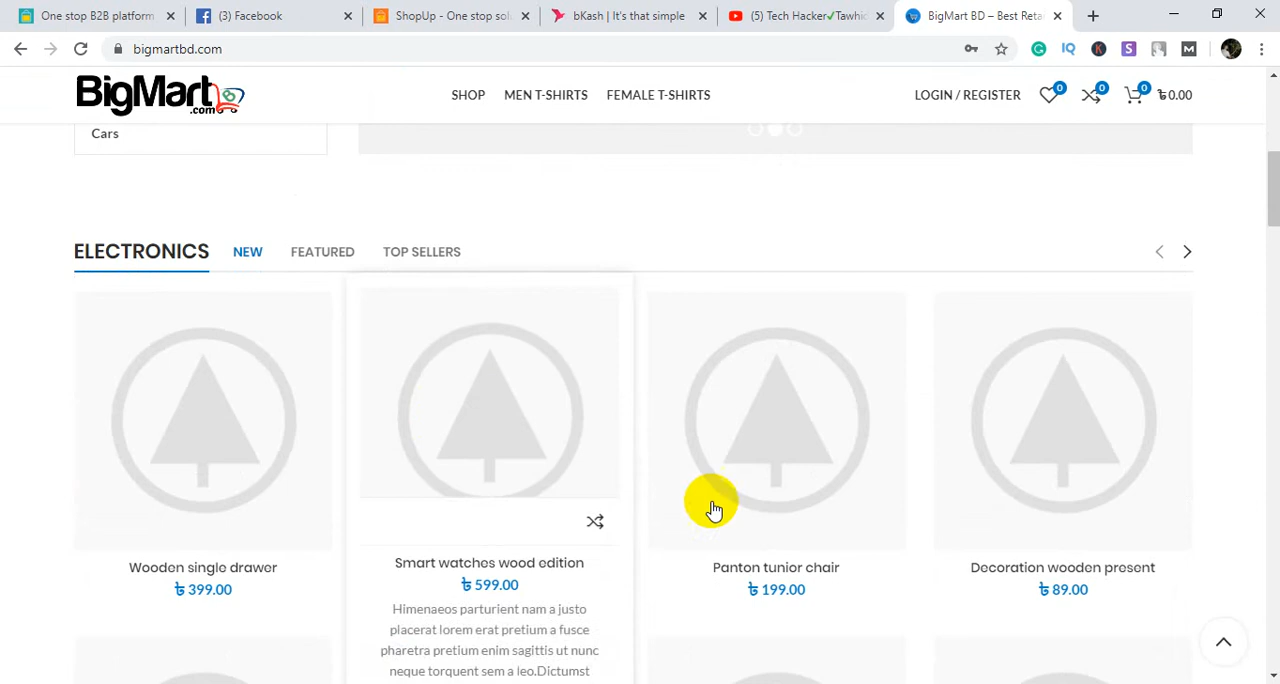 One stop B2B platform
(3) Facebook
ShopUp - One stop sol
bKash | It's that simple
(5) Tech Hacker✓Tawhid
BigMart BD – Best Reta
bigmartbd.com
IQ
K
S
M
BigMart
.com
SHOP
MEN T-SHIRTS
FEMALE T-SHIRTS
LOGIN / REGISTER
0
0
0
৳ 0.00
Cars
ELECTRONICS
NEW
FEATURED
TOP SELLERS
Wooden single drawer
৳ 399.00
Smart watches wood edition
৳ 599.00
Himenaeos parturient nam a justo
placerat lorem erat pretium a fusce
pharetra pretium enim sagittis ut nunc
neque torquent sem a leo.Dictumst
Panton tunior chair
৳ 199.00
Decoration wooden present
৳ 89.00